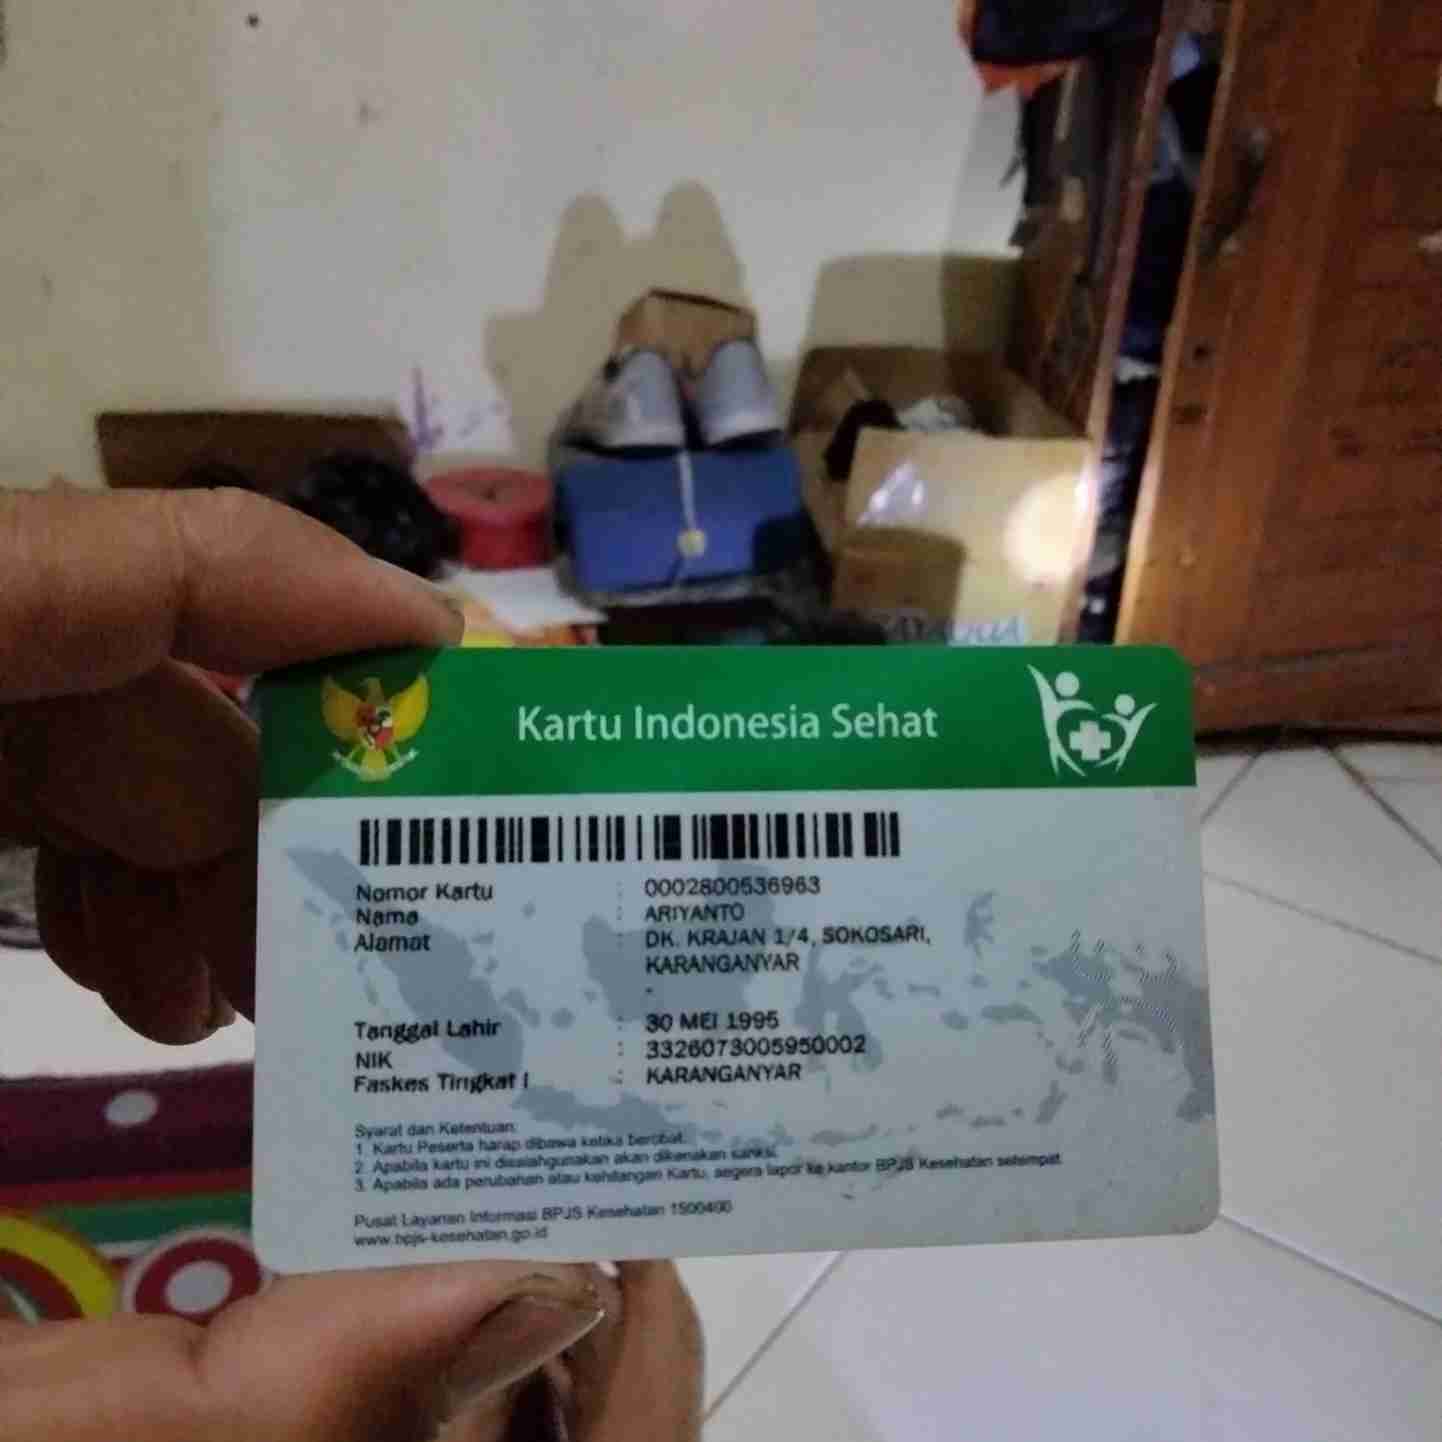 Kartu Indonesia Sehat
Nomor Kartu : 0002800536963
Nama : ARIYANTO
Alamat : DK. KRAJAN 1/4, SOKOSARI,
KARANGANYAR
-
Tanggal Lahir : 30 MEI 1995
NIK : 3326073005950002
Faskes Tingkat I : KARANGANYAR
Syarat dan Ketentuan:
1. Kartu Peserta harap dibawa ketika berobat.
2. Apabila kartu ini disalahgunakan akan dikenakan sanksi.
3. Apabila ada perubahan atau kehilangan Kartu, segera lapor ke kantor BPJS Kesehatan setempat.
Pusat Layanan Informasi BPJS Kesehatan 1500400
www.bpjs-kesehatan.go.id